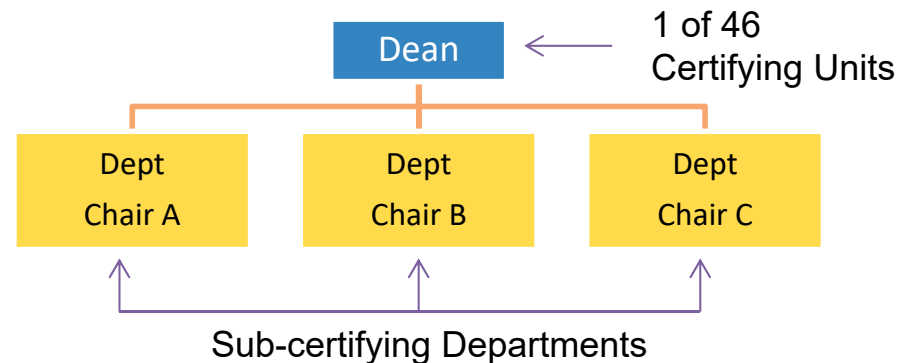 Dean
1 of 46
Certifying Units
Dept
Chair A
Dept
Chair B
Dept
Chair C
Sub-certifying Departments